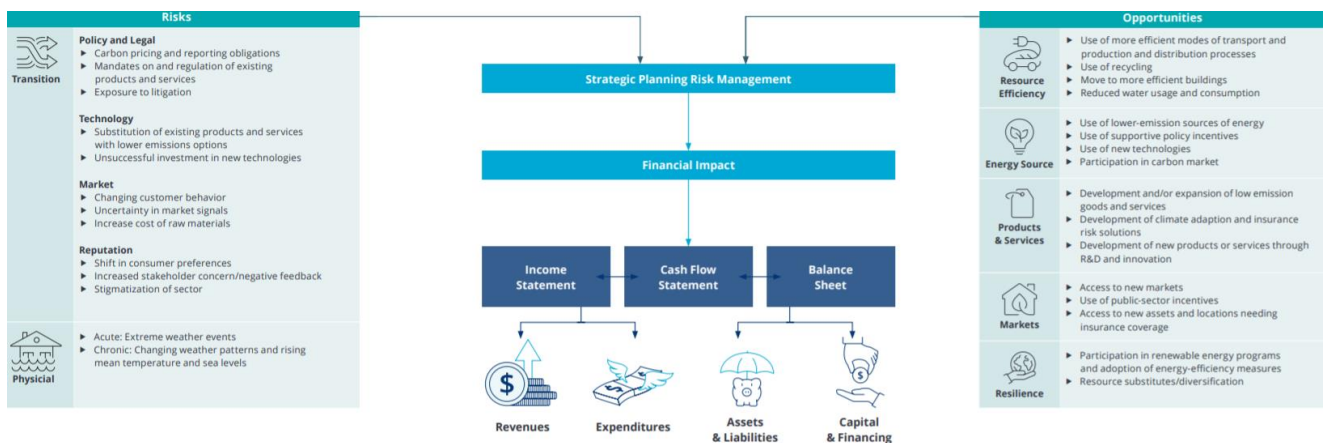 Risks
Transition
Policy and Legal
► Carbon pricing and reporting obligations
► Mandates on and regulation of existing
products and services
► Exposure to litigation
Technology
► Substitution of existing products and services
with lower emissions options
► Unsuccessful investment in new technologies
Market
► Changing customer behavior
► Uncertainty in market signals
► Increase cost of raw materials
Reputation
► Shift in consumer preferences
► Increased stakeholder concern/negative feedback
► Stigmatization of sector
Physicial
► Acute: Extreme weather events
► Chronic: Changing weather patterns and rising
mean temperature and sea levels
Strategic Planning Risk Management
Financial Impact
Income
Statement
Cash Flow
Statement
Balance
Sheet
$
$
Revenues
Expenditures
Assets
& Liabilities
Capital
& Financing
Opportunities
Resource
Efficiency
► Use of more efficient modes of transport and
production and distribution processes
► Use of recycling
► Move to more efficient buildings
► Reduced water usage and consumption
Energy Source
► Use of lower-emission sources of energy
► Use of supportive policy incentives
► Use of new technologies
► Participation in carbon market
Products
& Services
► Development and/or expansion of low emission
goods and services
► Development of climate adaption and insurance
risk solutions
► Development of new products or services through
R&D and innovation
Markets
► Access to new markets
► Use of public-sector incentives
► Access to new assets and locations needing
insurance coverage
Resilience
► Participation in renewable energy programs
and adoption of energy-efficiency measures
► Resource substitutes/diversification